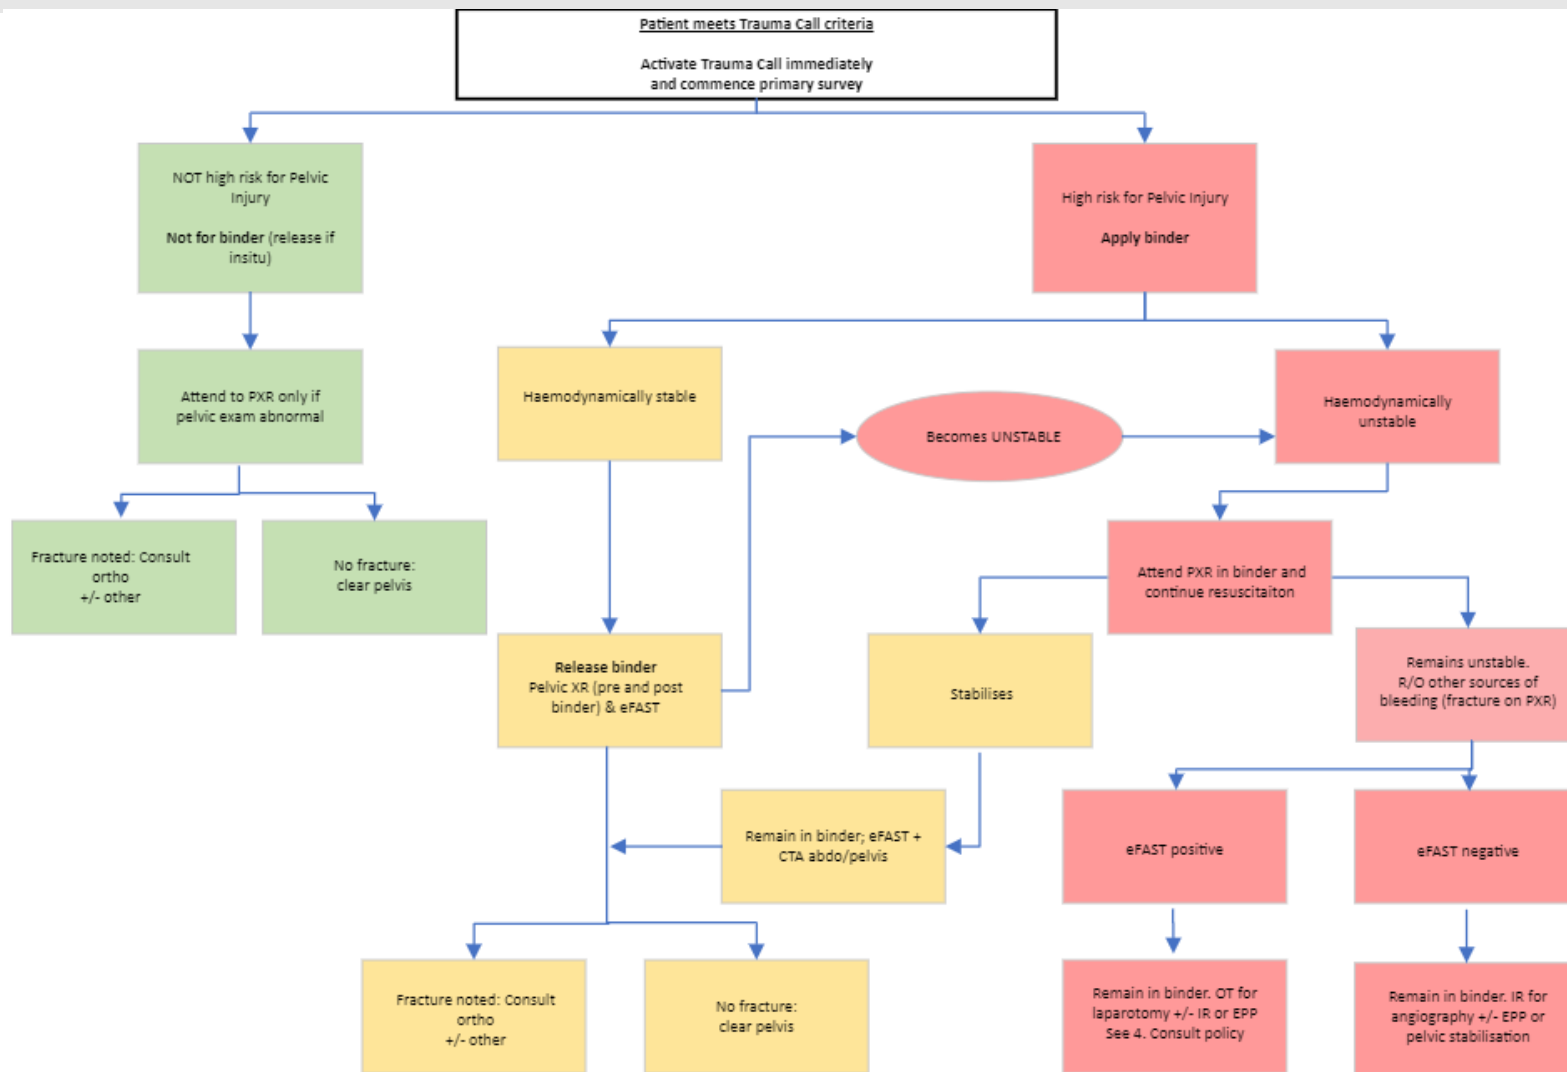 Patient meets Trauma Call criteria
Activate Trauma Call immediately
and commence primary survey
NOT high risk for Pelvic
Injury
Not for binder (release if
insitu)
High risk for Pelvic Injury
Apply binder
Attend to PXR only if
pelvic exam abnormal
Haemodynamically stable
Becomes UNSTABLE
Haemodynamically
unstable
Fracture noted: Consult
ortho
+/- other
No fracture:
clear pelvis
Attend PXR in binder and
continue resuscitaiton
Release binder
Pelvic XR (pre and post
binder) & eFAST
Stabilises
Remains unstable.
R/O other sources of
bleeding (fracture on PXR)
Remain in binder; eFAST +
CTA abdo/pelvis
eFAST positive
eFAST negative
Fracture noted: Consult
ortho
+/- other
No fracture:
clear pelvis
Remain in binder. OT for
laparotomy +/- IR or EPP
See 4. Consult policy
Remain in binder. IR for
angiography +/- EPP or
pelvic stabilisation